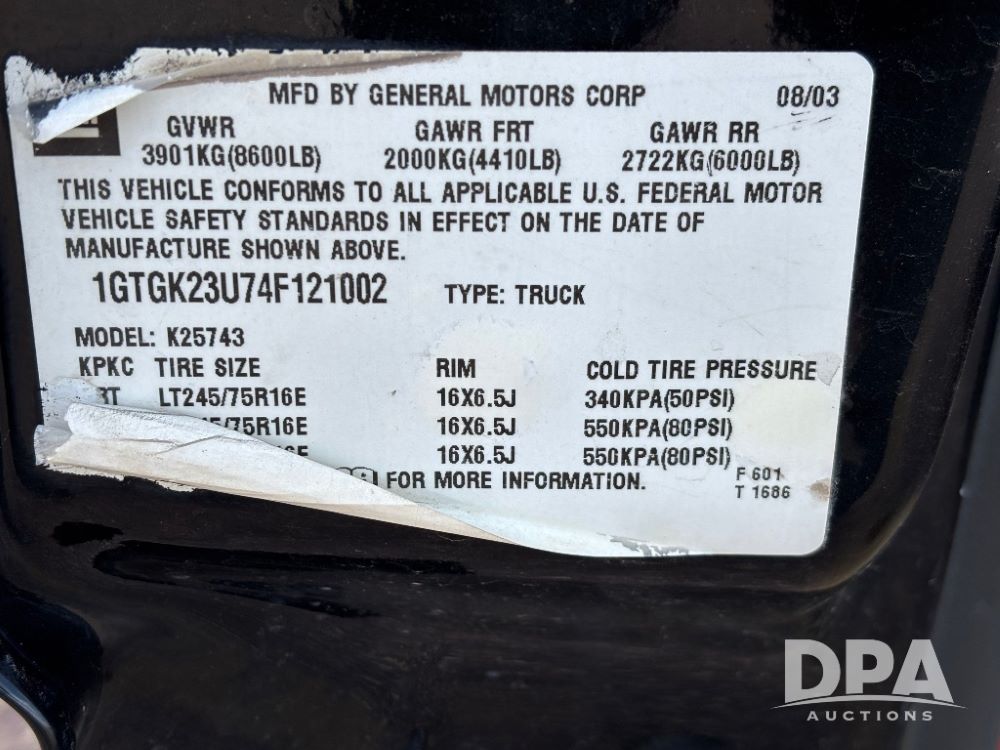 MFD BY GENERAL MOTORS CORP 08/03
GVWR GAWR FRT GAWR RR
3901KG(8600LB) 2000KG(4410LB) 2722KG(6000LB)
THIS VEHICLE CONFORMS TO ALL APPLICABLE U.S. FEDERAL MOTOR
VEHICLE SAFETY STANDARDS IN EFFECT ON THE DATE OF
MANUFACTURE SHOWN ABOVE.
1GTGK23U74F121002 TYPE: TRUCK
MODEL: K25743
KPKC TIRE SIZE RIM COLD TIRE PRESSURE
LT245/75R16E 16X6.5J 340KPA(50PSI)
/75R16E 16X6.5J 550KPA(80PSI)
16X6.5J 550KPA(80PSI)
FOR MORE INFORMATION. F 601
T 1686
DPA
AUCTIONS